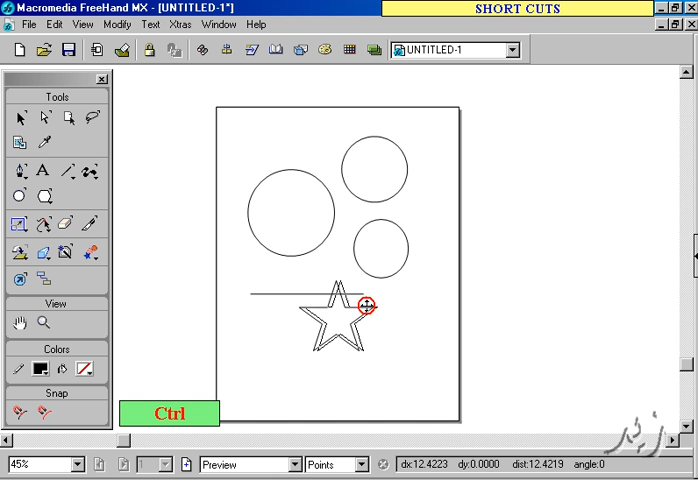 Macromedia FreeHand MX - [UNTITLED-1*]
SHORT CUTS
File Edit View Modify Text Xtras Window Help
UNTITLED-1
Tools
A
View
Colors
Snap
Ctrl
45%
1
Preview
Points
dx:12.4223 dy:0.0000 dist:12.4219 angle:0